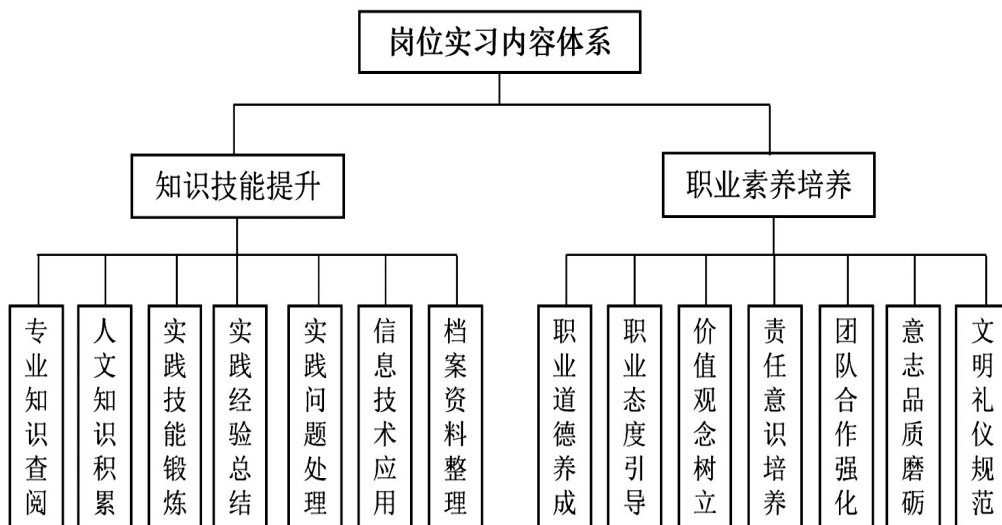 岗位实习内容体系
知识技能提升
职业素养培养
专业知识查阅
人文知识积累
实践技能锻炼
实践经验总结
实践问题处理
信息技术应用
档案资料整理
职业道德养成
职业态度引导
价值观念树立
责任意识培养
团队合作强化
意志品质磨砺
文明礼仪规范